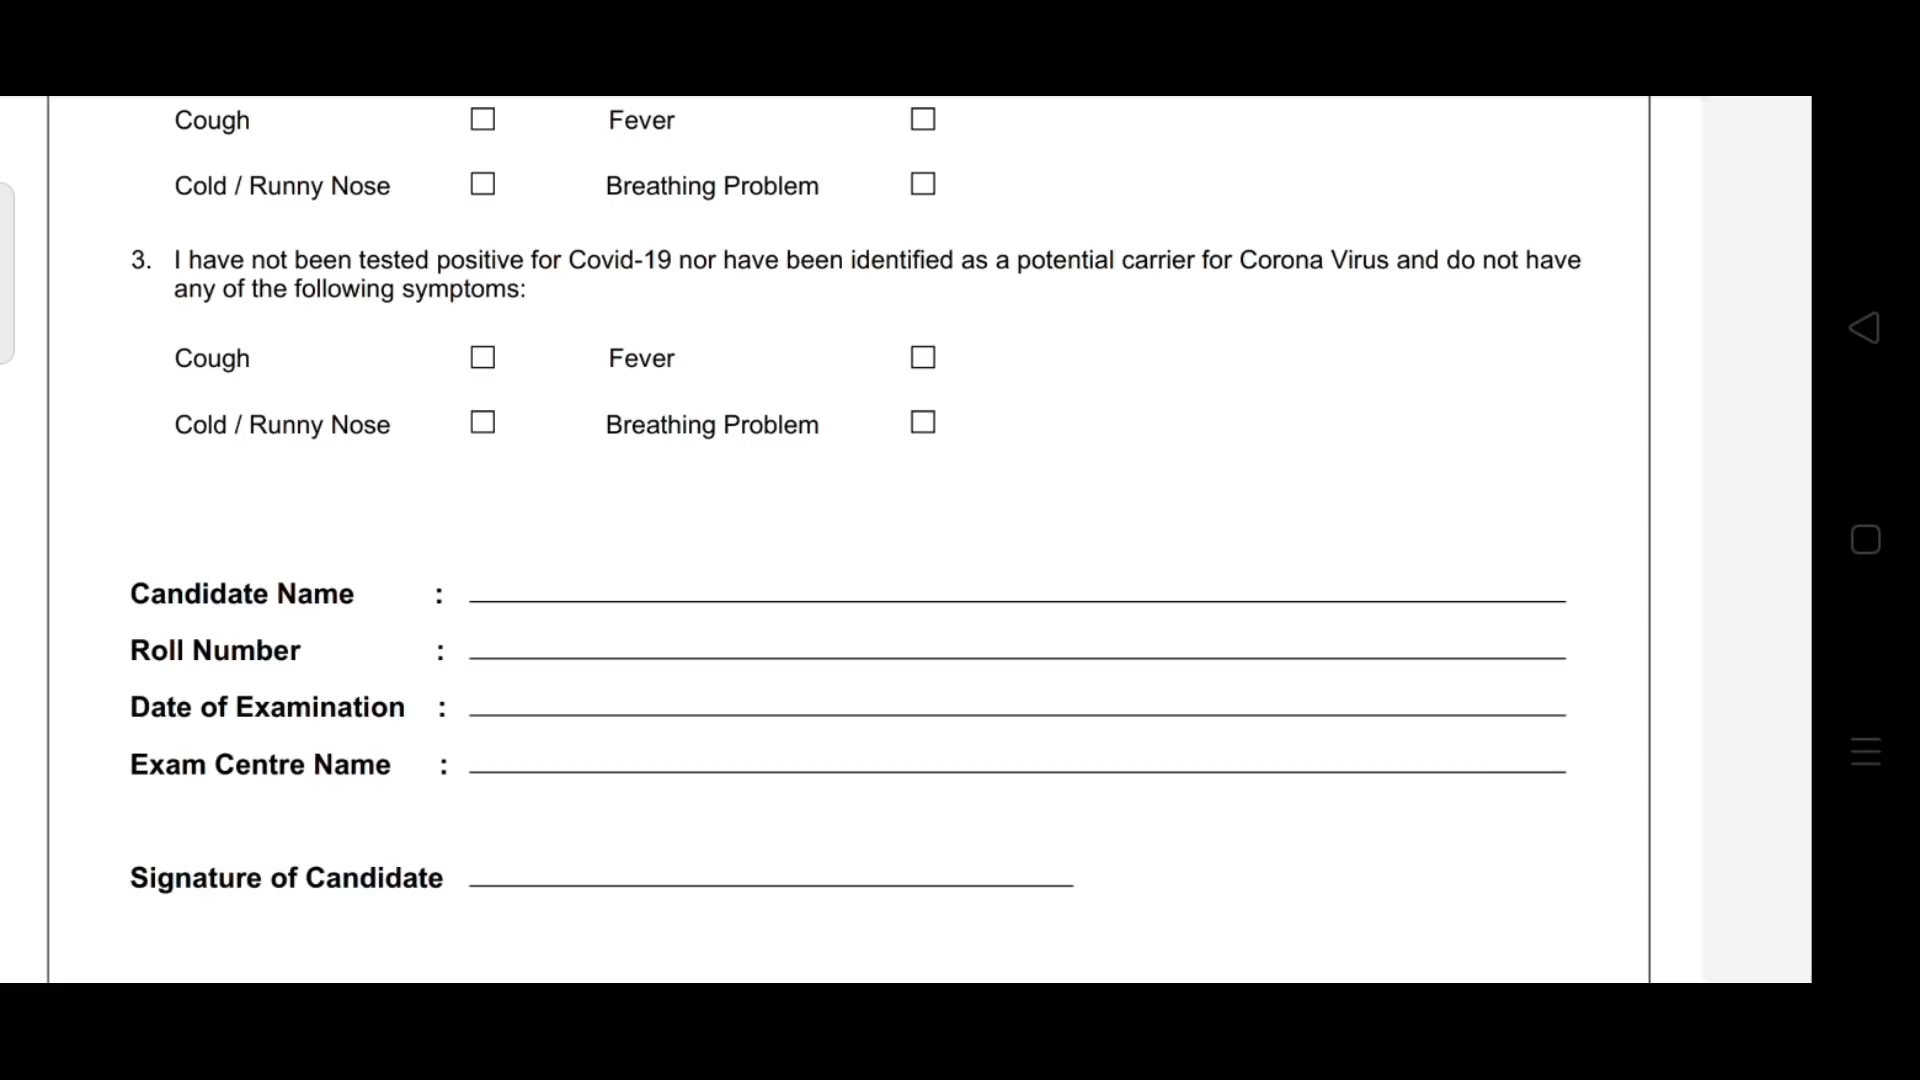 Cough ☐ Fever ☐
Cold / Runny Nose ☐ Breathing Problem ☐
3. I have not been tested positive for Covid-19 nor have been identified as a potential carrier for Corona Virus and do not have
any of the following symptoms:
Cough ☐ Fever ☐
Cold / Runny Nose ☐ Breathing Problem ☐
Candidate Name :
Roll Number :
Date of Examination :
Exam Centre Name :
Signature of Candidate